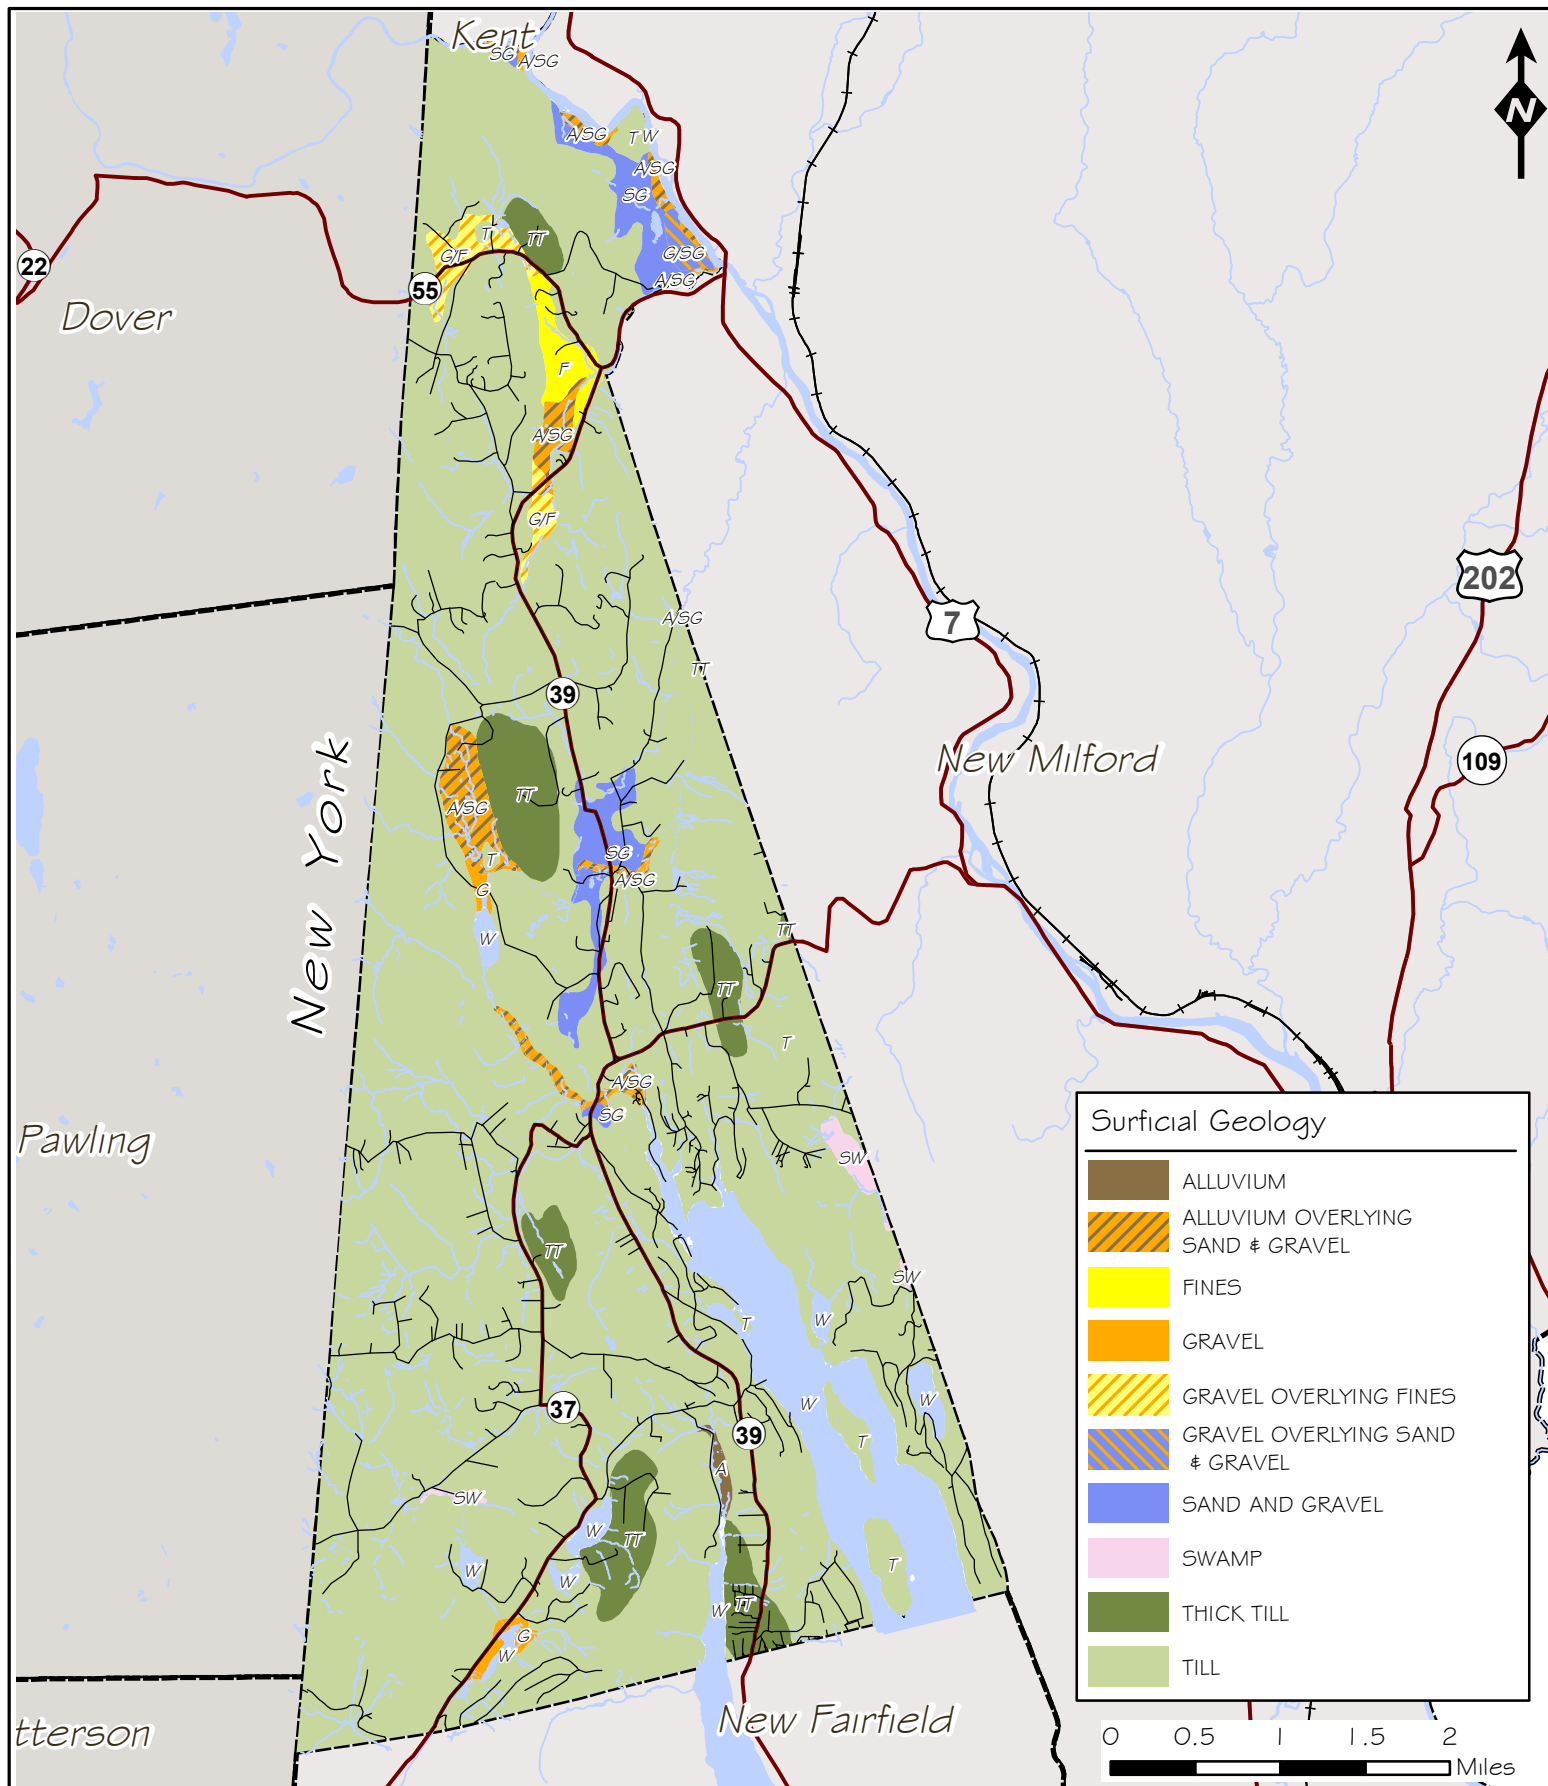 Kent
SG
A/SG
N
A/SG
T
W
A/SG
SG
T
TT
G/F
G/SG
22
55
A/SG
Dover
F
A/SG
G/F
202
A/SG
7
TT
39
New York
New Milford
109
TT
A/SG
SG
T
A/SG
G
TT
W
TT
T
A/SG
SG
Surficial Geology
Pawling
SW
ALLUVIUM
ALLUVIUM OVERLYING
SAND & GRAVEL
TT
SW
FINES
W
T
GRAVEL
GRAVEL OVERLYING FINES
W
W
37
39
T
GRAVEL OVERLYING SAND
& GRAVEL
A
SW
SAND AND GRAVEL
W
TT
SWAMP
T
W
W
W
TT
THICK TILL
G
W
TILL
New Fairfield
tterson
0 0.5 1 1.5 2
Miles